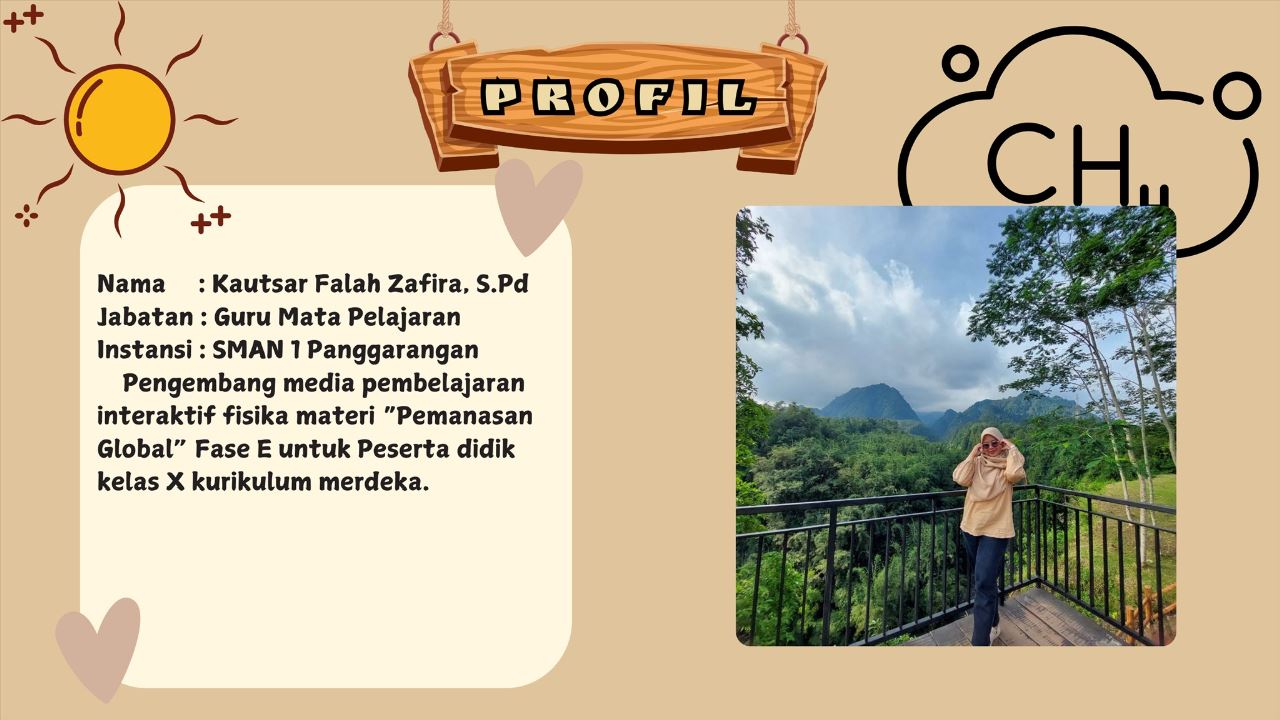 PROFIL
CH
Nama : Kautsar Falah Zafira, S.Pd
Jabatan : Guru Mata Pelajaran
Instansi : SMAN 1 Panggarangan
Pengembang media pembelajaran
interaktif fisika materi "Pemanasan
Global" Fase E untuk Peserta didik
kelas X kurikulum merdeka.